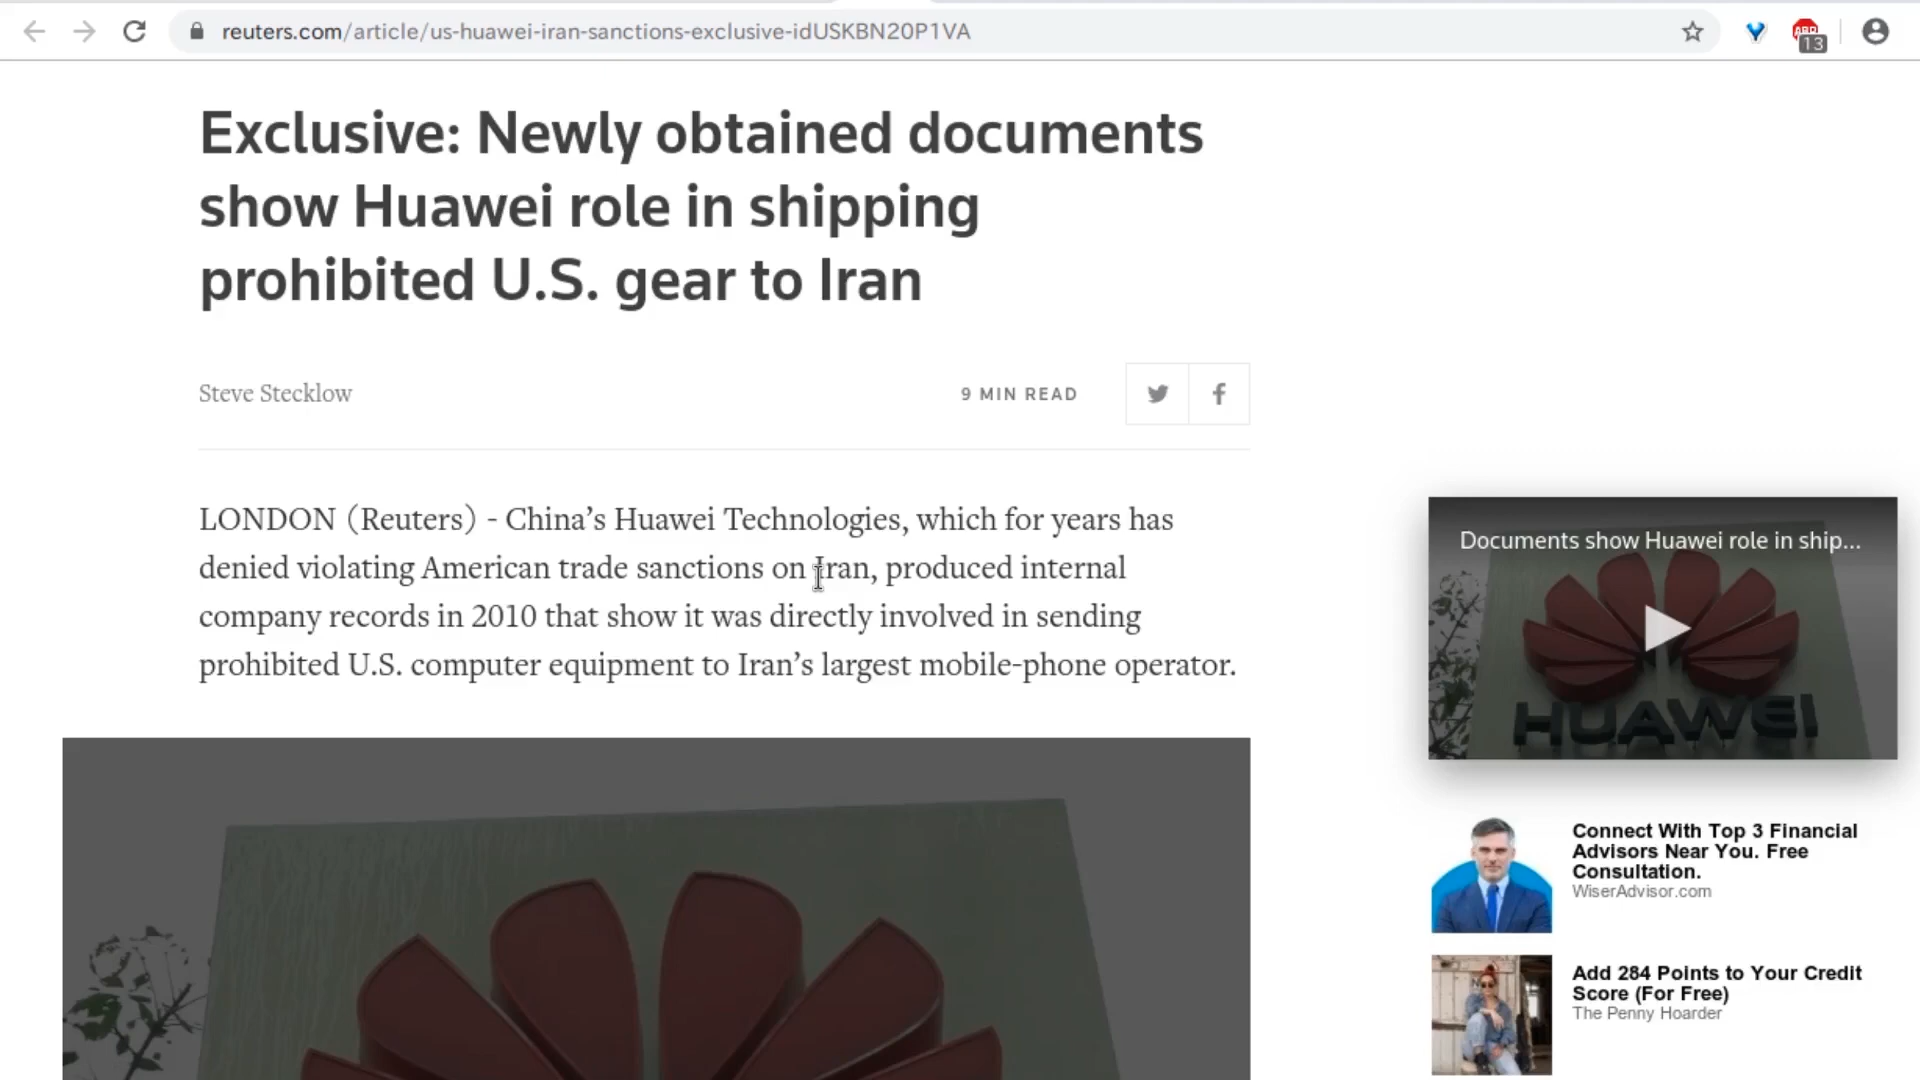 reuters.com/article/us-huawei-iran-sanctions-exclusive-idUSKBN20P1VA
13
Exclusive: Newly obtained documents
show Huawei role in shipping
prohibited U.S. gear to Iran
Steve Stecklow
9 MIN READ
LONDON (Reuters) - China’s Huawei Technologies, which for years has
denied violating American trade sanctions on Iran, produced internal
company records in 2010 that show it was directly involved in sending
prohibited U.S. computer equipment to Iran’s largest mobile-phone operator.
Documents show Huawei role in ship...
HUAWEI
Connect With Top 3 Financial
Advisors Near You. Free
Consultation.
WiserAdvisor.com
Add 284 Points to Your Credit
Score (For Free)
The Penny Hoarder